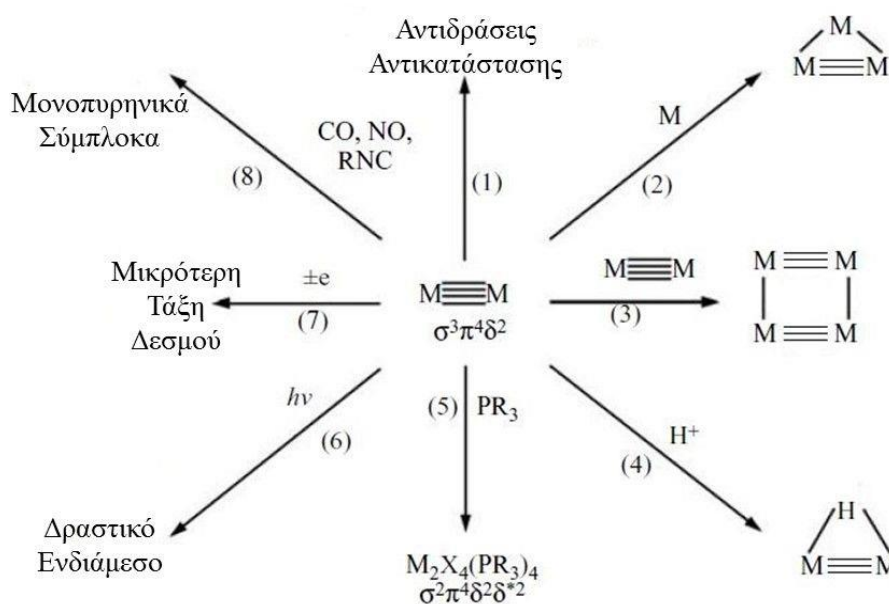 Αντιδράσεις
Αντικατάστασης
Μονοπυρηνικά
Σύμπλοκα
CO, NO,
RNC
(8)
(1)
M
(2)
M
M≡M
Μικρότερη
Τάξη
Δεσμού
±e
(7)
M≣M
σ³π⁴δ²
M≣M
(3)
M≡M
M≡M
hν
(6)
(5)
PR₃
H⁺
(4)
Δραστικό
Ενδιάμεσο
M₂X₄(PR₃)₄
σ²π⁴δ²δ*²
H
M≡M